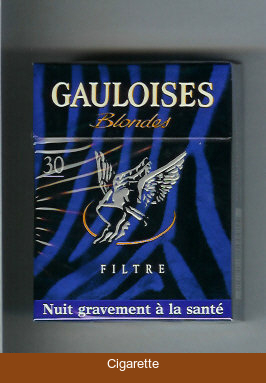 GAULOISES
Blondes
30
FILTRE
Nuit gravement à la santé
Cigarette